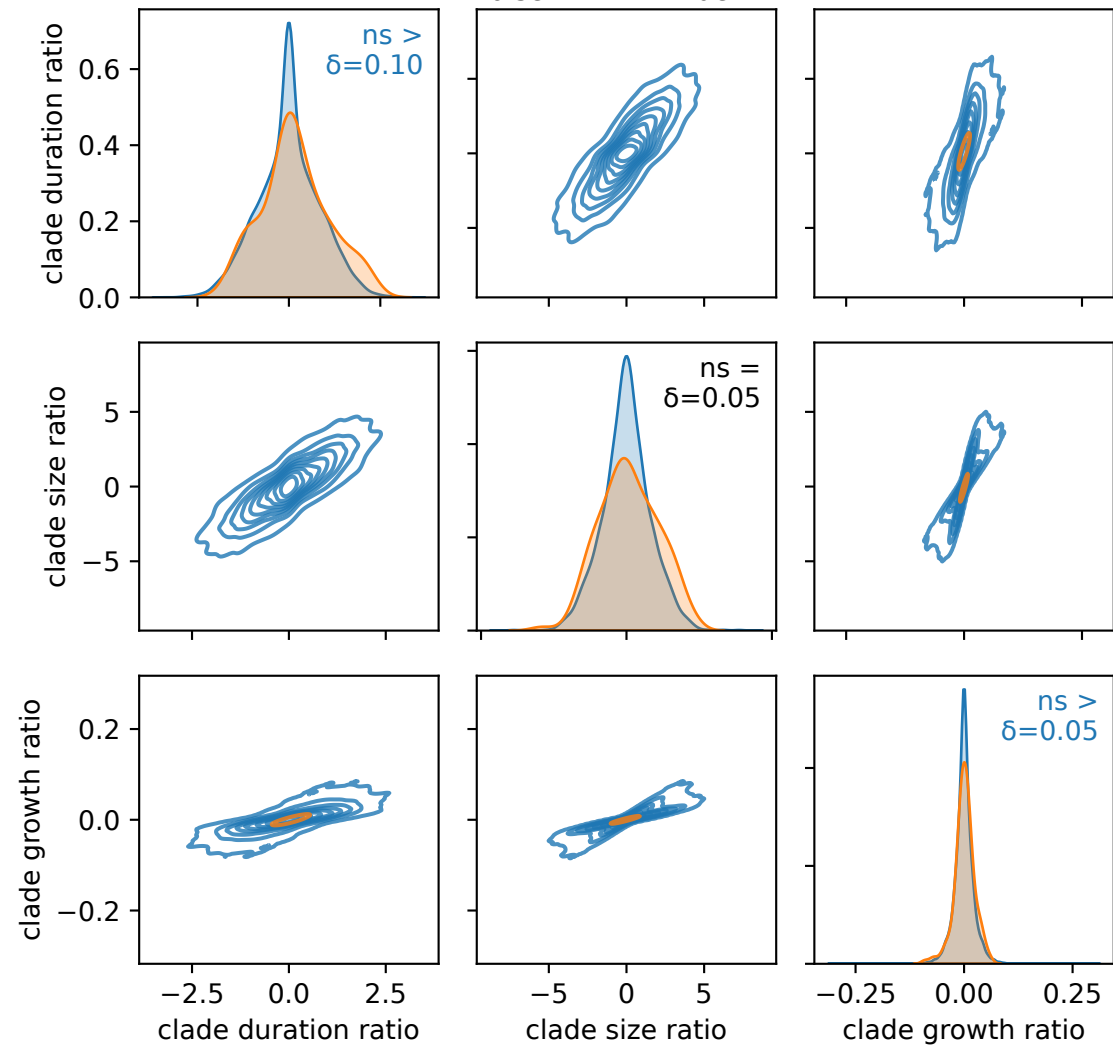 clade duration ratio
0.6
0.4
0.2
0.0
ns >
δ=0.10
clade size ratio
5
0
−5
ns =
δ=0.05
clade growth ratio
0.2
0.0
−0.2
ns >
δ=0.05
−2.5
0.0
2.5
−5
0
5
−0.25
0.00
0.25
clade duration ratio
clade size ratio
clade growth ratio